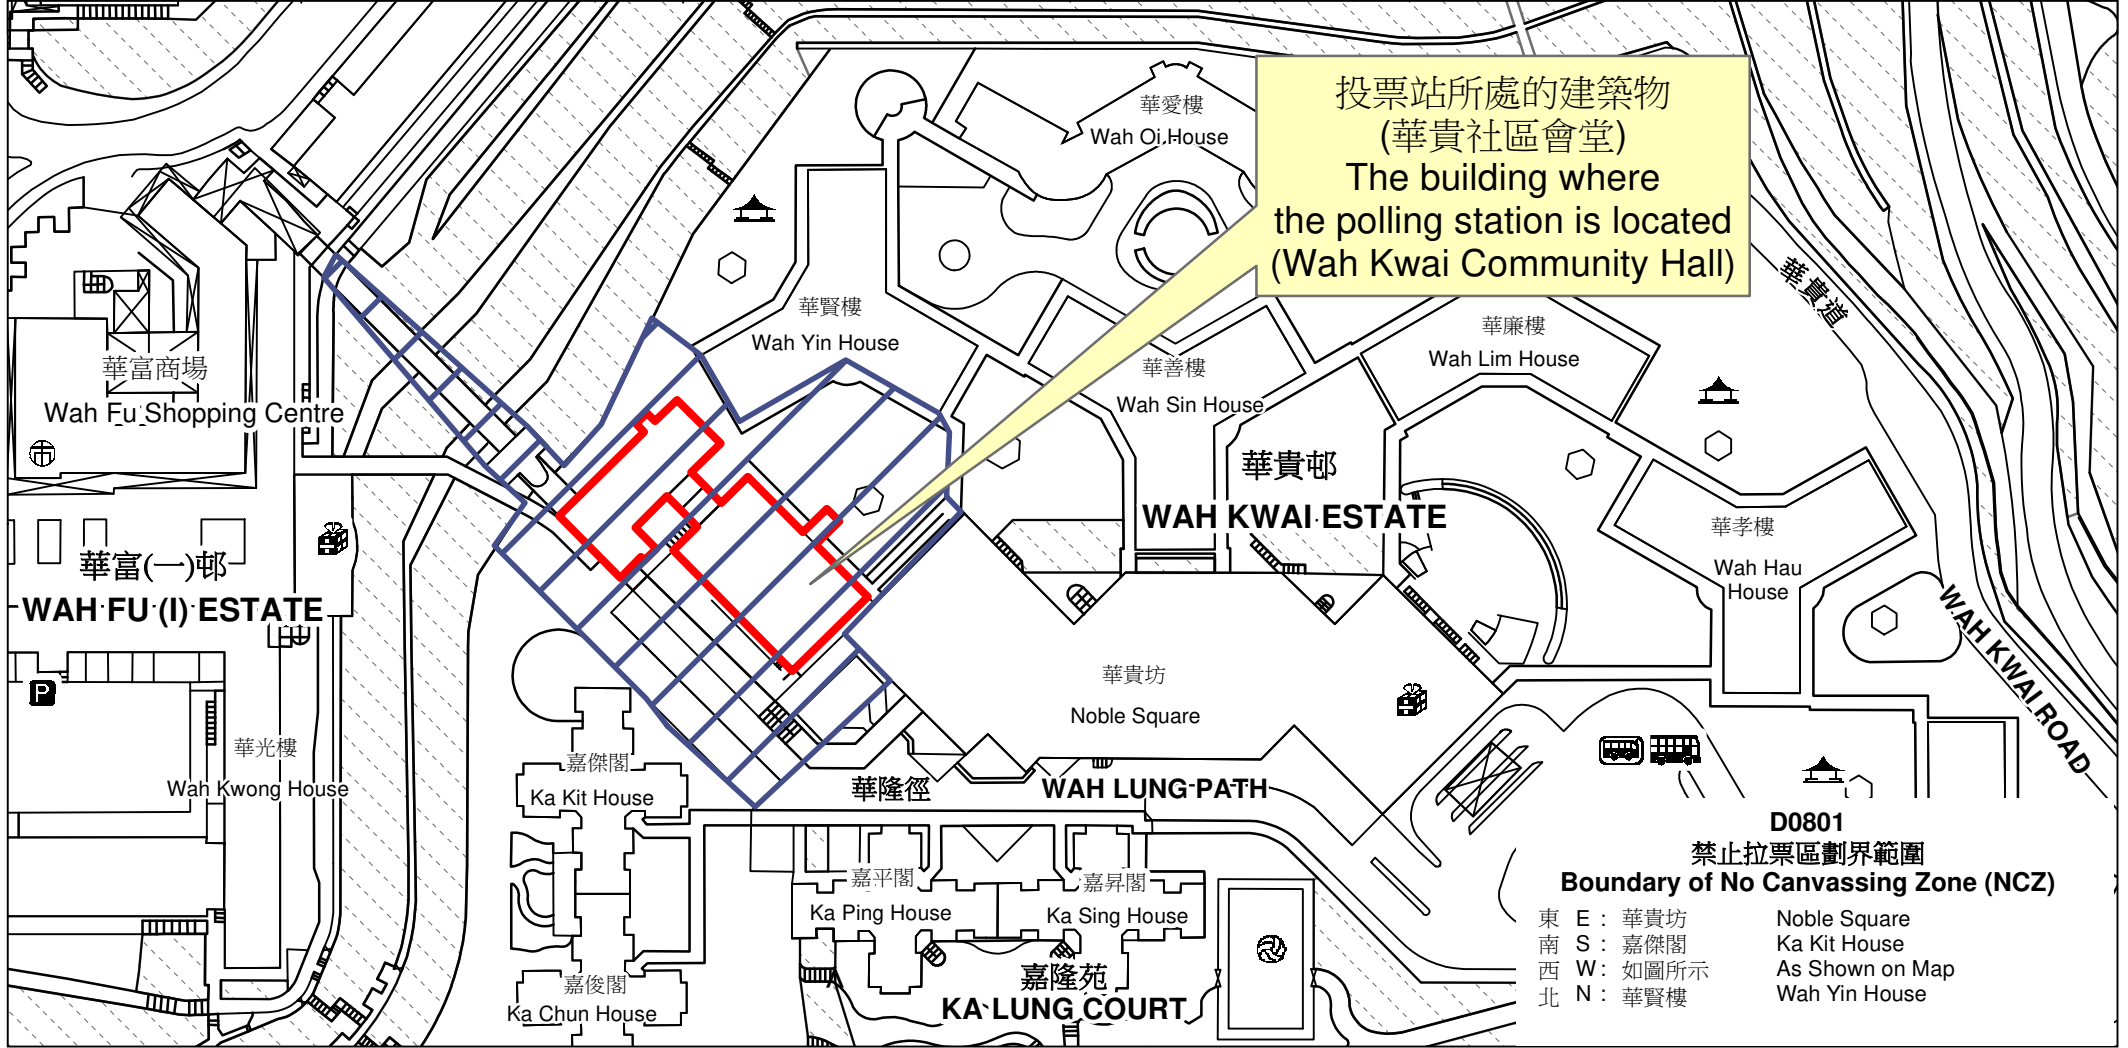 投票站所處的建築物
(華貴社區會堂)
The building where
the polling station is located
(Wah Kwai Community Hall)
華愛樓
Wah Oi House
華賢樓
Wah Yin House
華善樓
Wah Sin House
華廉樓
Wah Lim House
華貴道
華富商場
Wah Fu Shopping Centre
市
華貴邨
WAH KWAI ESTATE
華孝樓
Wah Hau
House
華富(一)邨
WAH FU (I) ESTATE
WAH KWAI ROAD
P
華貴坊
Noble Square
華光樓
Wah Kwong House
嘉傑閣
Ka Kit House
華隆徑
WAH LUNG PATH
嘉平閣
Ka Ping House
嘉昇閣
Ka Sing House
嘉俊閣
Ka Chun House
嘉隆苑
KA LUNG COURT
D0801
禁止拉票區劃界範圍
Boundary of No Canvassing Zone (NCZ)
東 E : 華貴坊 Noble Square
南 S : 嘉傑閣 Ka Kit House
西 W : 如圖所示 As Shown on Map
北 N : 華賢樓 Wah Yin House